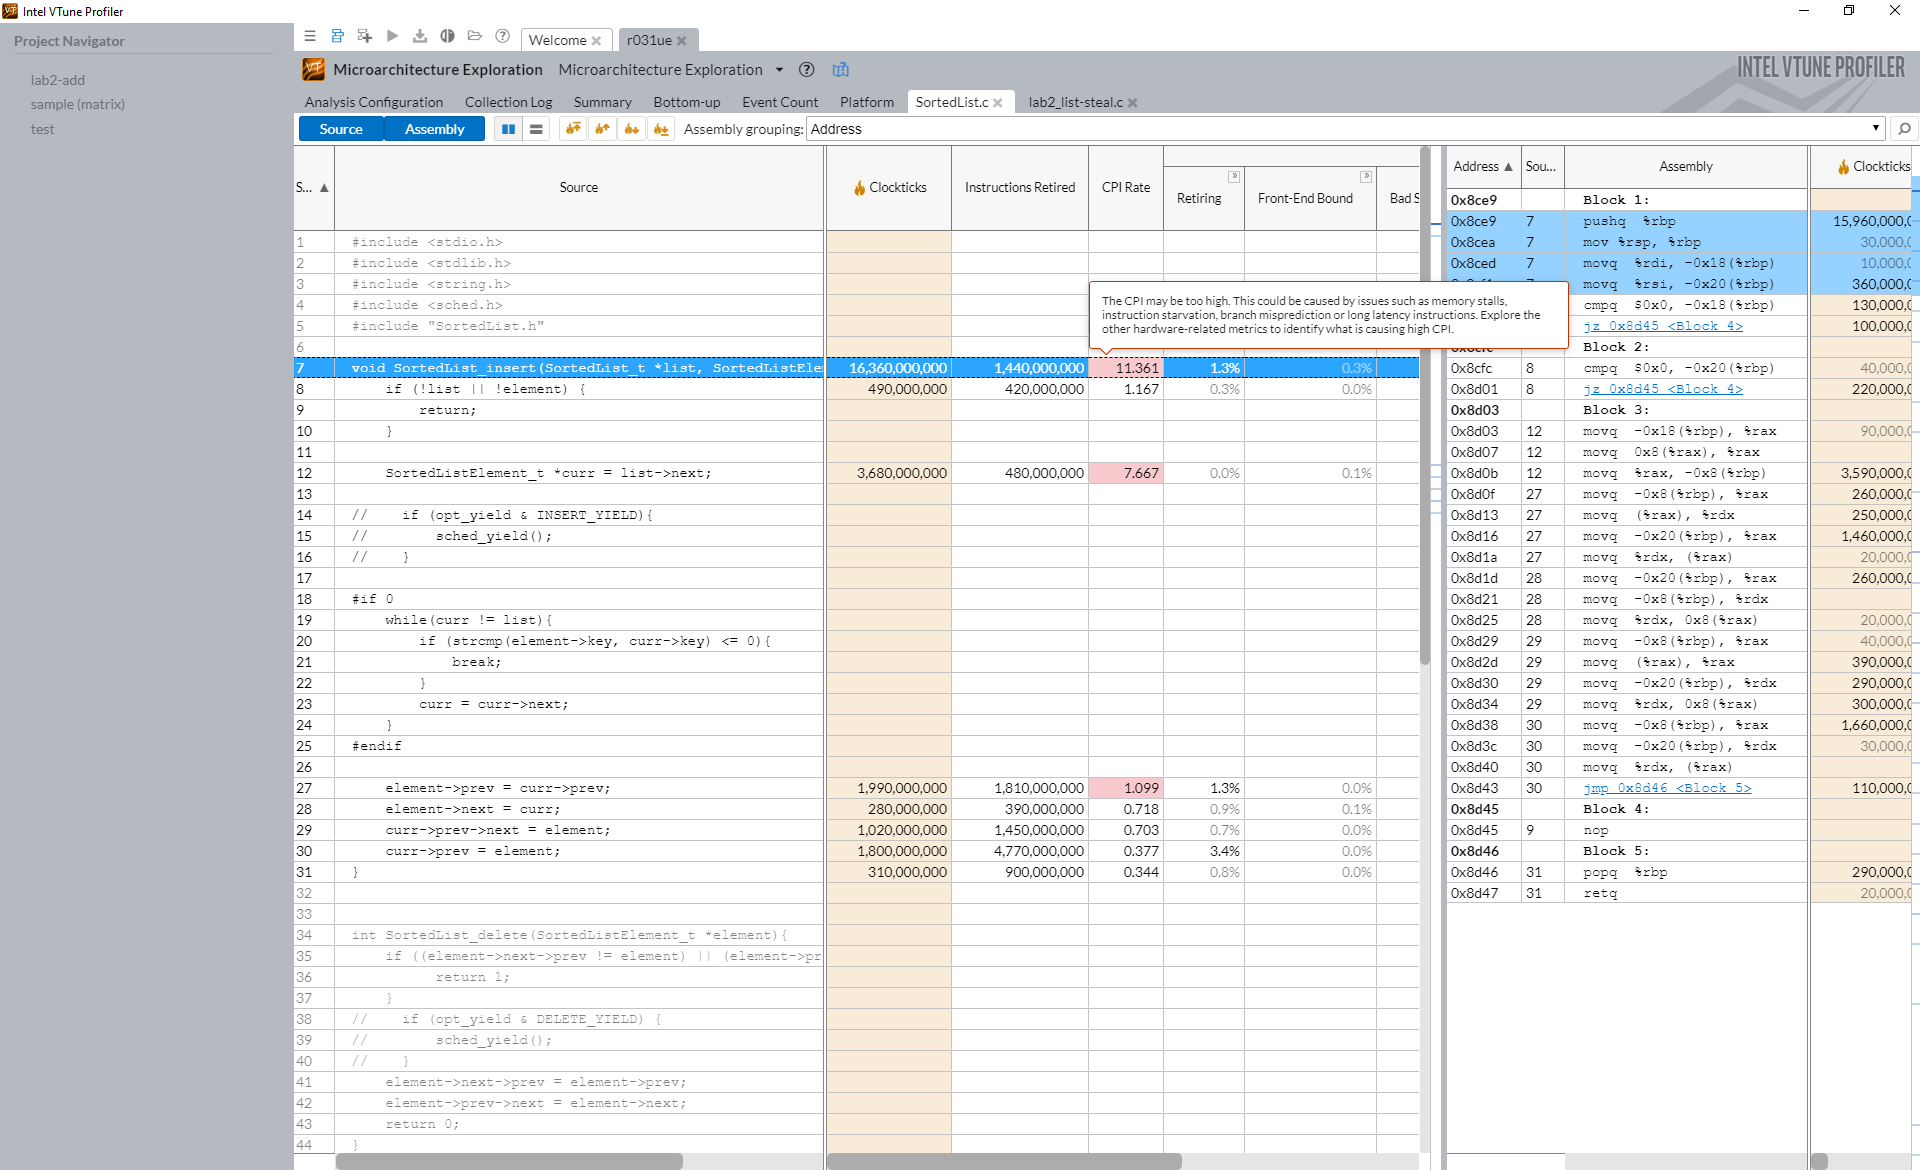 Intel VTune Profiler
Project Navigator
lab2-add
sample (matrix)
test
Welcome
r031ue
Microarchitecture Exploration Microarchitecture Exploration
INTEL VTUNE PROFILER
Analysis Configuration Collection Log Summary Bottom-up Event Count Platform SortedList.c lab2_list-steal.c
Source Assembly Assembly grouping: Address
S... Source Clockticks Instructions Retired CPI Rate Retiring Front-End Bound Bad S
1 #include <stdio.h>
2 #include <stdlib.h>
3 #include <string.h>
4 #include <sched.h>
5 #include "SortedList.h"
6
7 void SortedList_insert(SortedList_t *list, SortedListEle 16,360,000,000 1,440,000,000 11.361 1.3% 0.3%
8 if (!list || !element) { 490,000,000 420,000,000 1.167 0.3% 0.0%
9 return;
10 }
11
12 SortedListElement_t *curr = list->next; 3,680,000,000 480,000,000 7.667 0.0% 0.1%
13
14 // if (opt_yield & INSERT_YIELD){
15 // sched_yield();
16 // }
17
18 #if 0
19 while(curr != list){
20 if (strcmp(element->key, curr->key) <= 0){
21 break;
22 }
23 curr = curr->next;
24 }
25 #endif
26
27 element->prev = curr->prev; 1,990,000,000 1,810,000,000 1.099 1.3% 0.0%
28 element->next = curr; 280,000,000 390,000,000 0.718 0.9% 0.1%
29 curr->prev->next = element; 1,020,000,000 1,450,000,000 0.703 0.7% 0.0%
30 curr->prev = element; 1,800,000,000 4,770,000,000 0.377 3.4% 0.0%
31 } 310,000,000 900,000,000 0.344 0.8% 0.0%
32
33
34 int SortedList_delete(SortedListElement_t *element){
35 if ((element->next->prev != element) || (element->pr
36 return 1;
37 }
38 // if (opt_yield & DELETE_YIELD) {
39 // sched_yield();
40 // }
41 element->next->prev = element->prev;
42 element->prev->next = element->next;
43 return 0;
44 }
The CPI may be too high. This could be caused by issues such as memory stalls,
instruction starvation, branch misprediction or long latency instructions. Explore the
other hardware-related metrics to identify what is causing high CPI.
Address Sou... Assembly Clockticks
0x8ce9 Block 1:
0x8ce9 7 pushq %rbp 15,960,000,0
0x8cea 7 mov %rsp, %rbp 30,000,0
0x8ced 7 movq %rdi, -0x18(%rbp) 10,000,0
movq %rsi, -0x20(%rbp) 360,000,0
cmpq $0x0, -0x18(%rbp) 130,000,0
jz 0x8d45 <Block 4> 100,000,0
Block 2:
0x8cfc 8 cmpq $0x0, -0x20(%rbp) 40,000,0
0x8d01 8 jz 0x8d45 <Block 4> 220,000,0
0x8d03 Block 3:
0x8d03 12 movq -0x18(%rbp), %rax 90,000,0
0x8d07 12 movq 0x8(%rax), %rax
0x8d0b 12 movq %rax, -0x8(%rbp) 3,590,000,0
0x8d0f 27 movq -0x8(%rbp), %rax 260,000,0
0x8d13 27 movq (%rax), %rdx 250,000,0
0x8d16 27 movq -0x20(%rbp), %rax 1,460,000,0
0x8d1a 27 movq %rdx, (%rax) 20,000,0
0x8d1d 28 movq -0x20(%rbp), %rax 260,000,0
0x8d21 28 movq -0x8(%rbp), %rdx
0x8d25 28 movq %rdx, 0x8(%rax) 20,000,0
0x8d29 29 movq -0x8(%rbp), %rax 40,000,0
0x8d2d 29 movq (%rax), %rax 390,000,0
0x8d30 29 movq -0x20(%rbp), %rdx 290,000,0
0x8d34 29 movq %rdx, 0x8(%rax) 300,000,0
0x8d38 30 movq -0x8(%rbp), %rax 1,660,000,0
0x8d3c 30 movq -0x20(%rbp), %rdx 30,000,0
0x8d40 30 movq %rdx, (%rax)
0x8d43 30 jmp 0x8d46 <Block 5> 110,000,0
0x8d45 Block 4:
0x8d45 9 nop
0x8d46 Block 5:
0x8d46 31 popq %rbp 290,000,0
0x8d47 31 retq 20,000,0